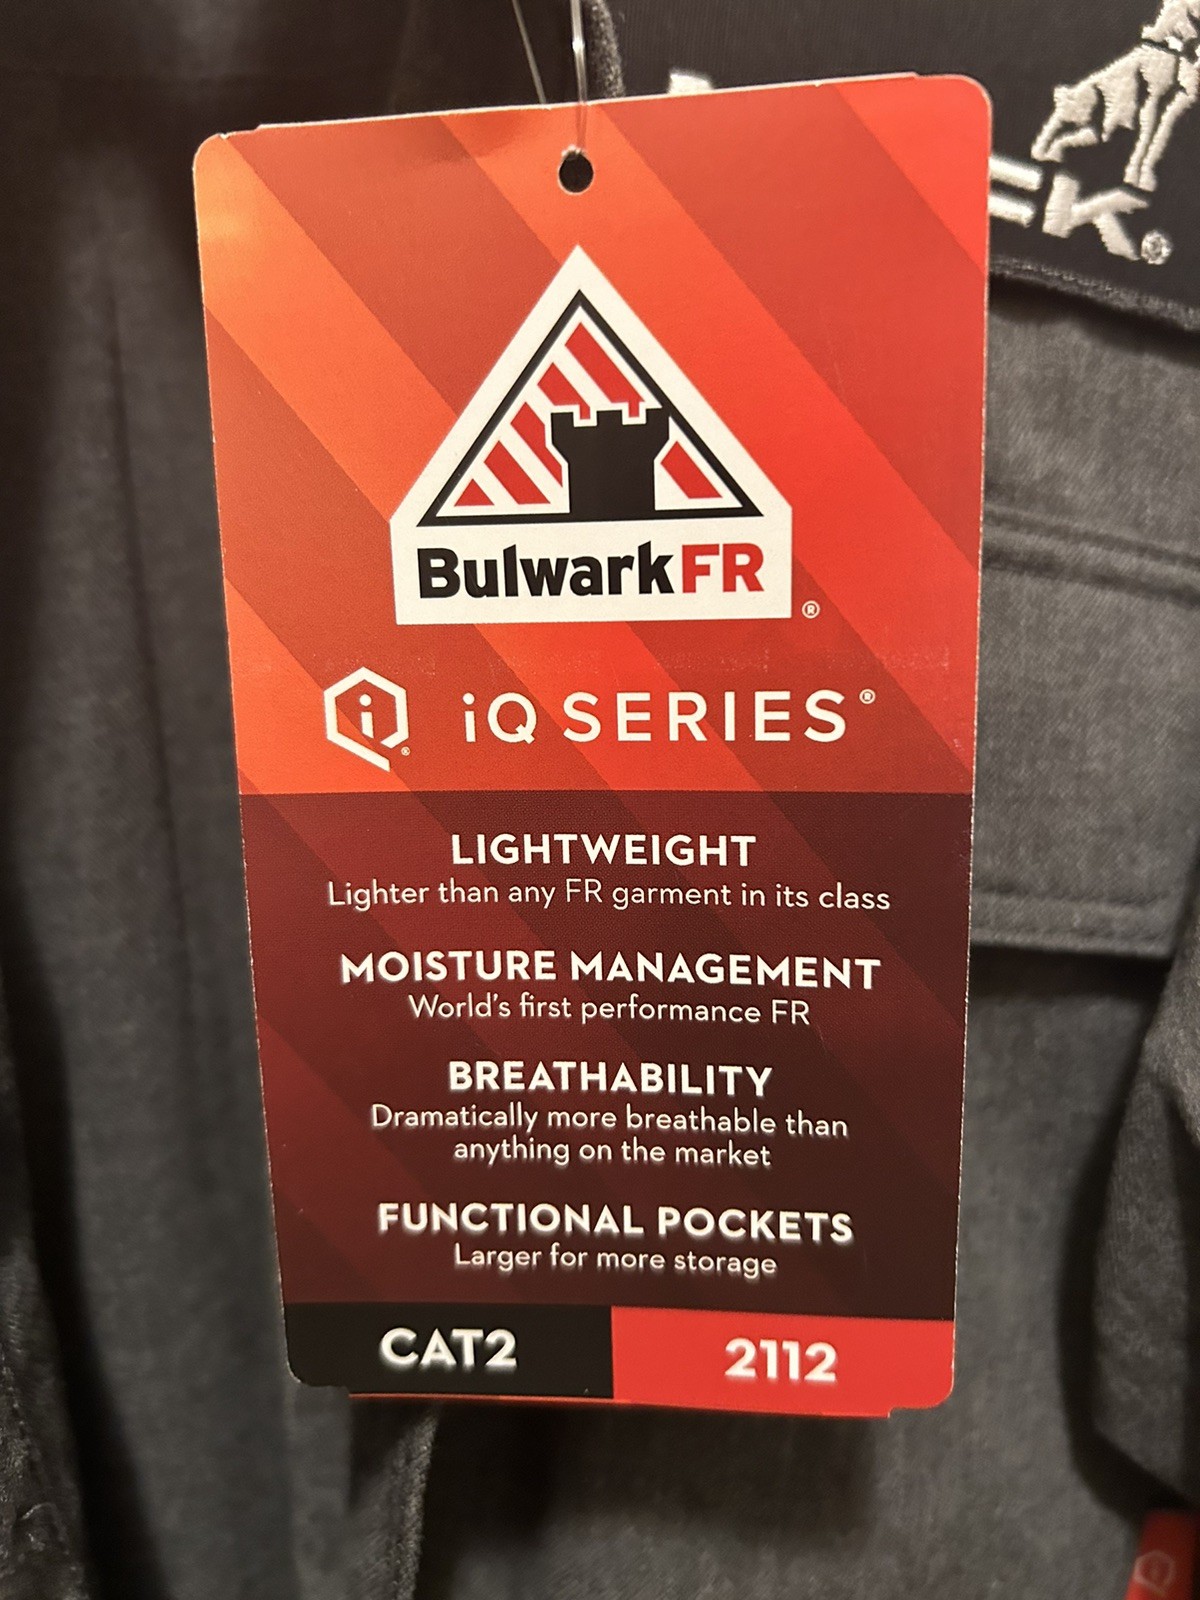 CK®
BulwarkFR®
i® iQ SERIES®
LIGHTWEIGHT
Lighter than any FR garment in its class
MOISTURE MANAGEMENT
World's first performance FR
BREATHABILITY
Dramatically more breathable than
anything on the market
FUNCTIONAL POCKETS
Larger for more storage
CAT2 2112